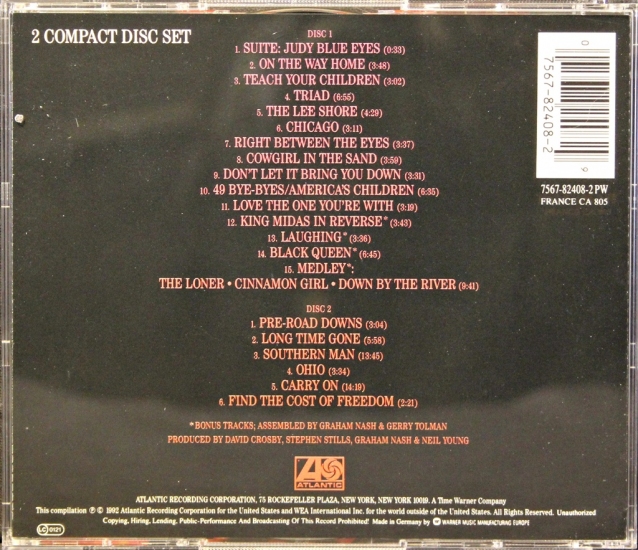 2 COMPACT DISC SET
DISC 1
1. SUITE: JUDY BLUE EYES (0:33)
2. ON THE WAY HOME (3:48)
3. TEACH YOUR CHILDREN (3:02)
4. TRIAD (6:55)
5. THE LEE SHORE (4:29)
6. CHICAGO (3:11)
7. RIGHT BETWEEN THE EYES (3:37)
8. COWGIRL IN THE SAND (3:59)
9. DON'T LET IT BRING YOU DOWN (3:31)
10. 49 BYE-BYES/AMERICA'S CHILDREN (6:35)
11. LOVE THE ONE YOU'RE WITH (3:19)
12. KING MIDAS IN REVERSE* (3:43)
13. LAUGHING* (3:36)
14. BLACK QUEEN* (6:45)
15. MEDLEY*:
THE LONER • CINNAMON GIRL • DOWN BY THE RIVER (9:41)
DISC 2
1. PRE-ROAD DOWNS (3:04)
2. LONG TIME GONE (5:58)
3. SOUTHERN MAN (13:45)
4. OHIO (3:34)
5. CARRY ON (14:19)
6. FIND THE COST OF FREEDOM (2:21)
*BONUS TRACKS; ASSEMBLED BY GRAHAM NASH & GERRY TOLMAN
PRODUCED BY DAVID CROSBY, STEPHEN STILLS, GRAHAM NASH & NEIL YOUNG
0
7567-82408-2
9
7567-82408-2 PW
FRANCE CA 805
ATLANTIC
ATLANTIC RECORDING CORPORATION, 75 ROCKEFELLER PLAZA, NEW YORK, NEW YORK 10019. A Time Warner Company
This compilation ℗ © 1992 Atlantic Recording Corporation for the United States and WEA International Inc. for the world outside of the United States. All Rights Reserved. Unauthorized
Copying, Hiring, Lending, Public-Performance And Broadcasting Of This Record Prohibited! Made in Germany by WARNER MUSIC MANUFACTURING EUROPE
LC 0121